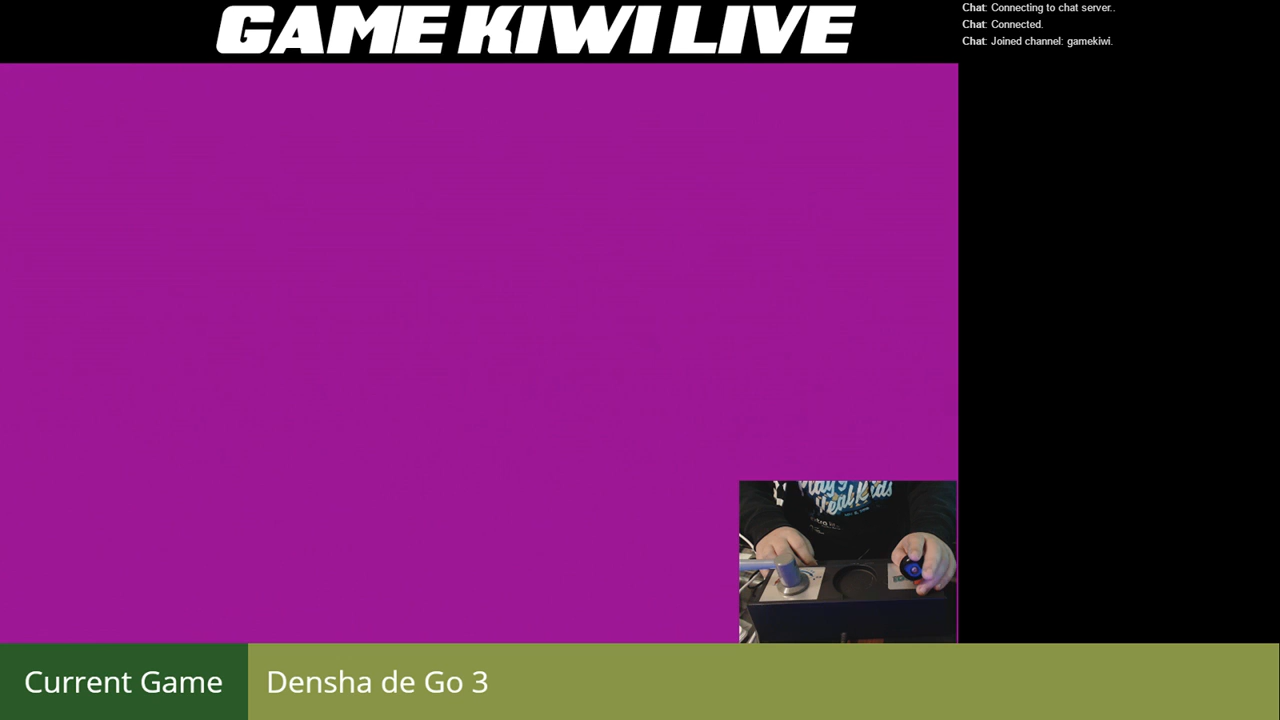 GAME KIWI LIVE
Chat: Connecting to chat server..
Chat: Connected.
Chat: Joined channel: gamekiwi.
Current Game
Densha de Go 3